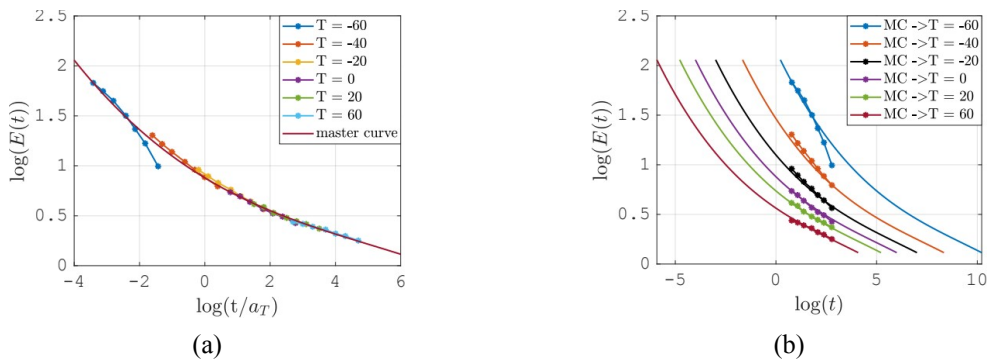 2.5
2
1.5
1
0.5
0
-4
-2
0
2
4
6
log(E(t))
log(t/a_T)
T = -60
T = -40
T = -20
T = 0
T = 20
T = 60
master curve
(a)
2.5
2
1.5
1
0.5
0
-5
0
5
10
log(E(t))
log(t)
MC ->T = -60
MC ->T = -40
MC ->T = -20
MC ->T = 0
MC ->T = 20
MC ->T = 60
(b)